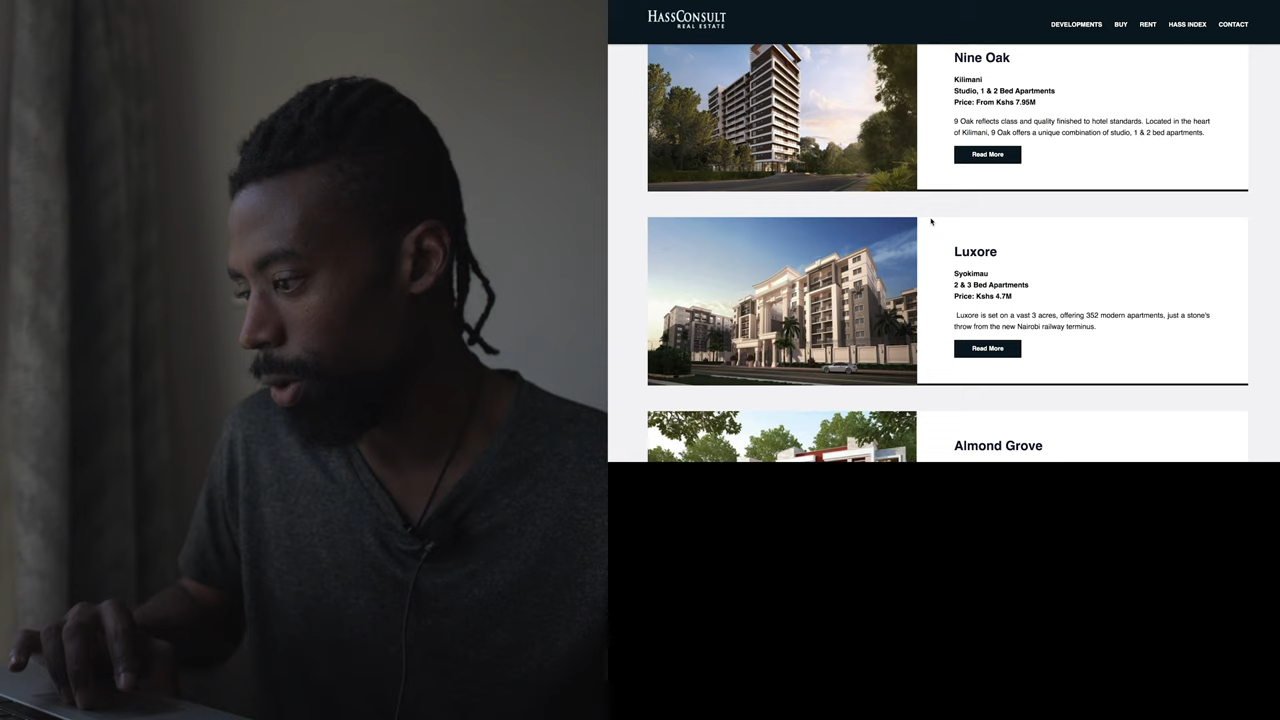 HASSCONSULT
REAL ESTATE
DEVELOPMENTS BUY RENT HASS INDEX CONTACT
Nine Oak
Kilimani
Studio, 1 & 2 Bed Apartments
Price: From Kshs 7.95M
9 Oak reflects class and quality finished to hotel standards. Located in the heart
of Kilimani, 9 Oak offers a unique combination of studio, 1 & 2 bed apartments.
Read More
Luxore
Syokimau
2 & 3 Bed Apartments
Price: Kshs 4.7M
Luxore is set on a vast 3 acres, offering 352 modern apartments, just a stone's
throw from the new Nairobi railway terminus.
Read More
Almond Grove